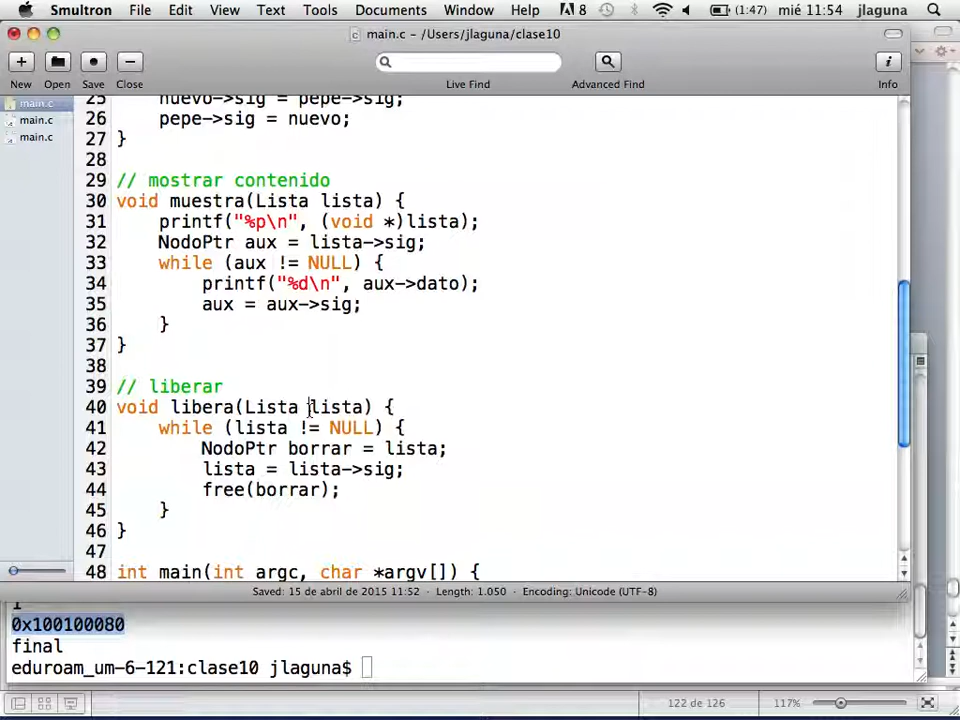 Smultron File Edit View Text Tools Documents Window Help 8 (1:47) mié 11:54 jlaguna
main.c – /Users/jlaguna/clase10
New Open Save Close Live Find Advanced Find Info
main.c
main.c
main.c
25 nuevo->sig = pepe->sig;
26 pepe->sig = nuevo;
27 }
28
29 // mostrar contenido
30 void muestra(Lista lista) {
31 printf("%p\n", (void *)lista);
32 NodoPtr aux = lista->sig;
33 while (aux != NULL) {
34 printf("%d\n", aux->dato);
35 aux = aux->sig;
36 }
37 }
38
39 // liberar
40 void libera(Lista lista) {
41 while (lista != NULL) {
42 NodoPtr borrar = lista;
43 lista = lista->sig;
44 free(borrar);
45 }
46 }
47
48 int main(int argc, char *argv[]) {
Saved: 15 de abril de 2015 11:52 • Length: 1.050 • Encoding: Unicode (UTF-8)
1
0x100100080
final
eduroam_um-6-121:clase10 jlaguna$
122 de 126 117%